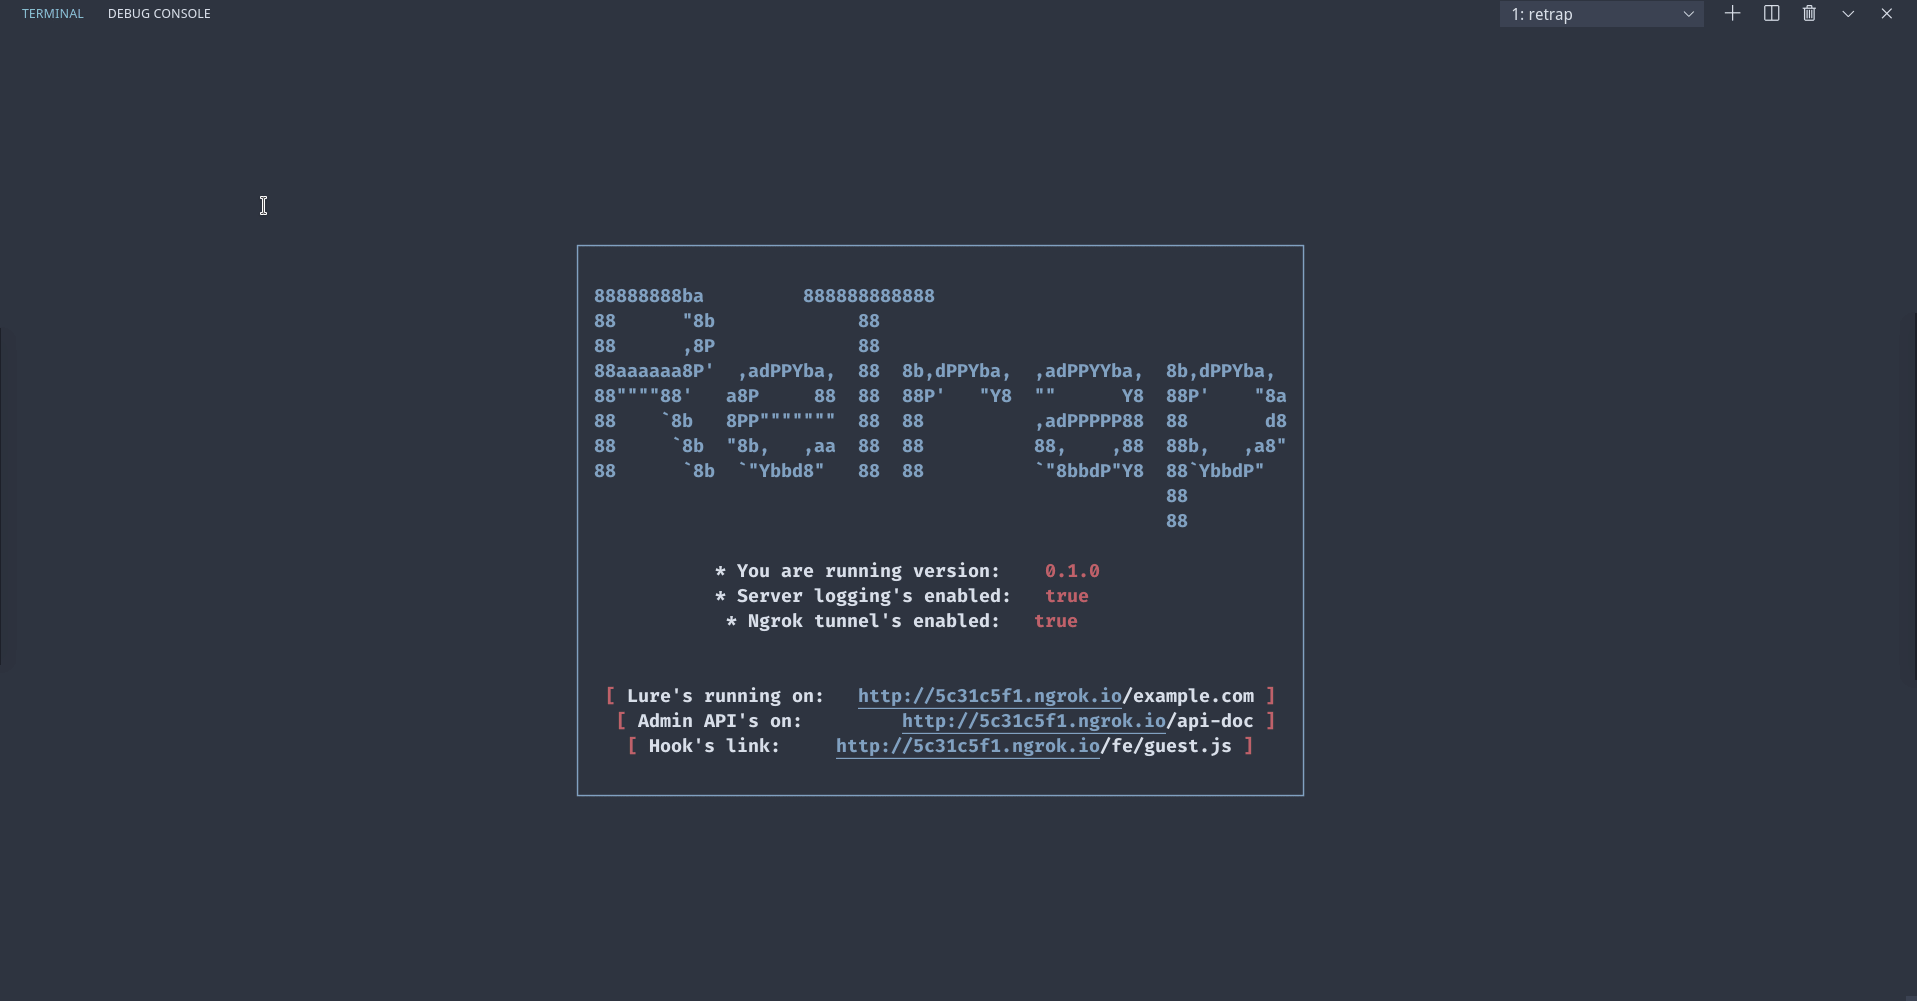 TERMINAL DEBUG CONSOLE 1: retrap
88888888ba         888888888888
88      "8b             88
88      ,8P             88
88aaaaaa8P'  ,adPPYba,  88  8b,dPPYba,  ,adPPYYba,  8b,dPPYba,
88""""88'   a8P     88  88  88P'   "Y8  ""      Y8  88P'    "8a
88    `8b   8PP"""""""  88  88          ,adPPPPP88  88       d8
88     `8b  "8b,   ,aa  88  88          88,    ,88  88b,   ,a8"
88      `8b  `"Ybbd8"   88  88          `"8bbdP"Y8  88`YbbdP"
                                                    88
                                                    88
* You are running version: 0.1.0
* Server logging's enabled: true
* Ngrok tunnel's enabled: true
[ Lure's running on: http://5c31c5f1.ngrok.io/example.com ]
[ Admin API's on: http://5c31c5f1.ngrok.io/api-doc ]
[ Hook's link: http://5c31c5f1.ngrok.io/fe/guest.js ]